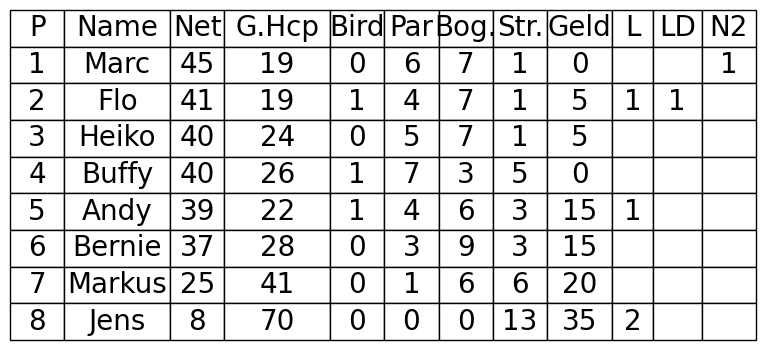 P Name Net G.Hcp Bird Par Bog. Str. Geld L LD N2
1 Marc 45 19 0 6 7 1 0 1
2 Flo 41 19 1 4 7 1 5 1 1
3 Heiko 40 24 0 5 7 1 5
4 Buffy 40 26 1 7 3 5 0
5 Andy 39 22 1 4 6 3 15 1
6 Bernie 37 28 0 3 9 3 15
7 Markus 25 41 0 1 6 6 20
8 Jens 8 70 0 0 0 13 35 2